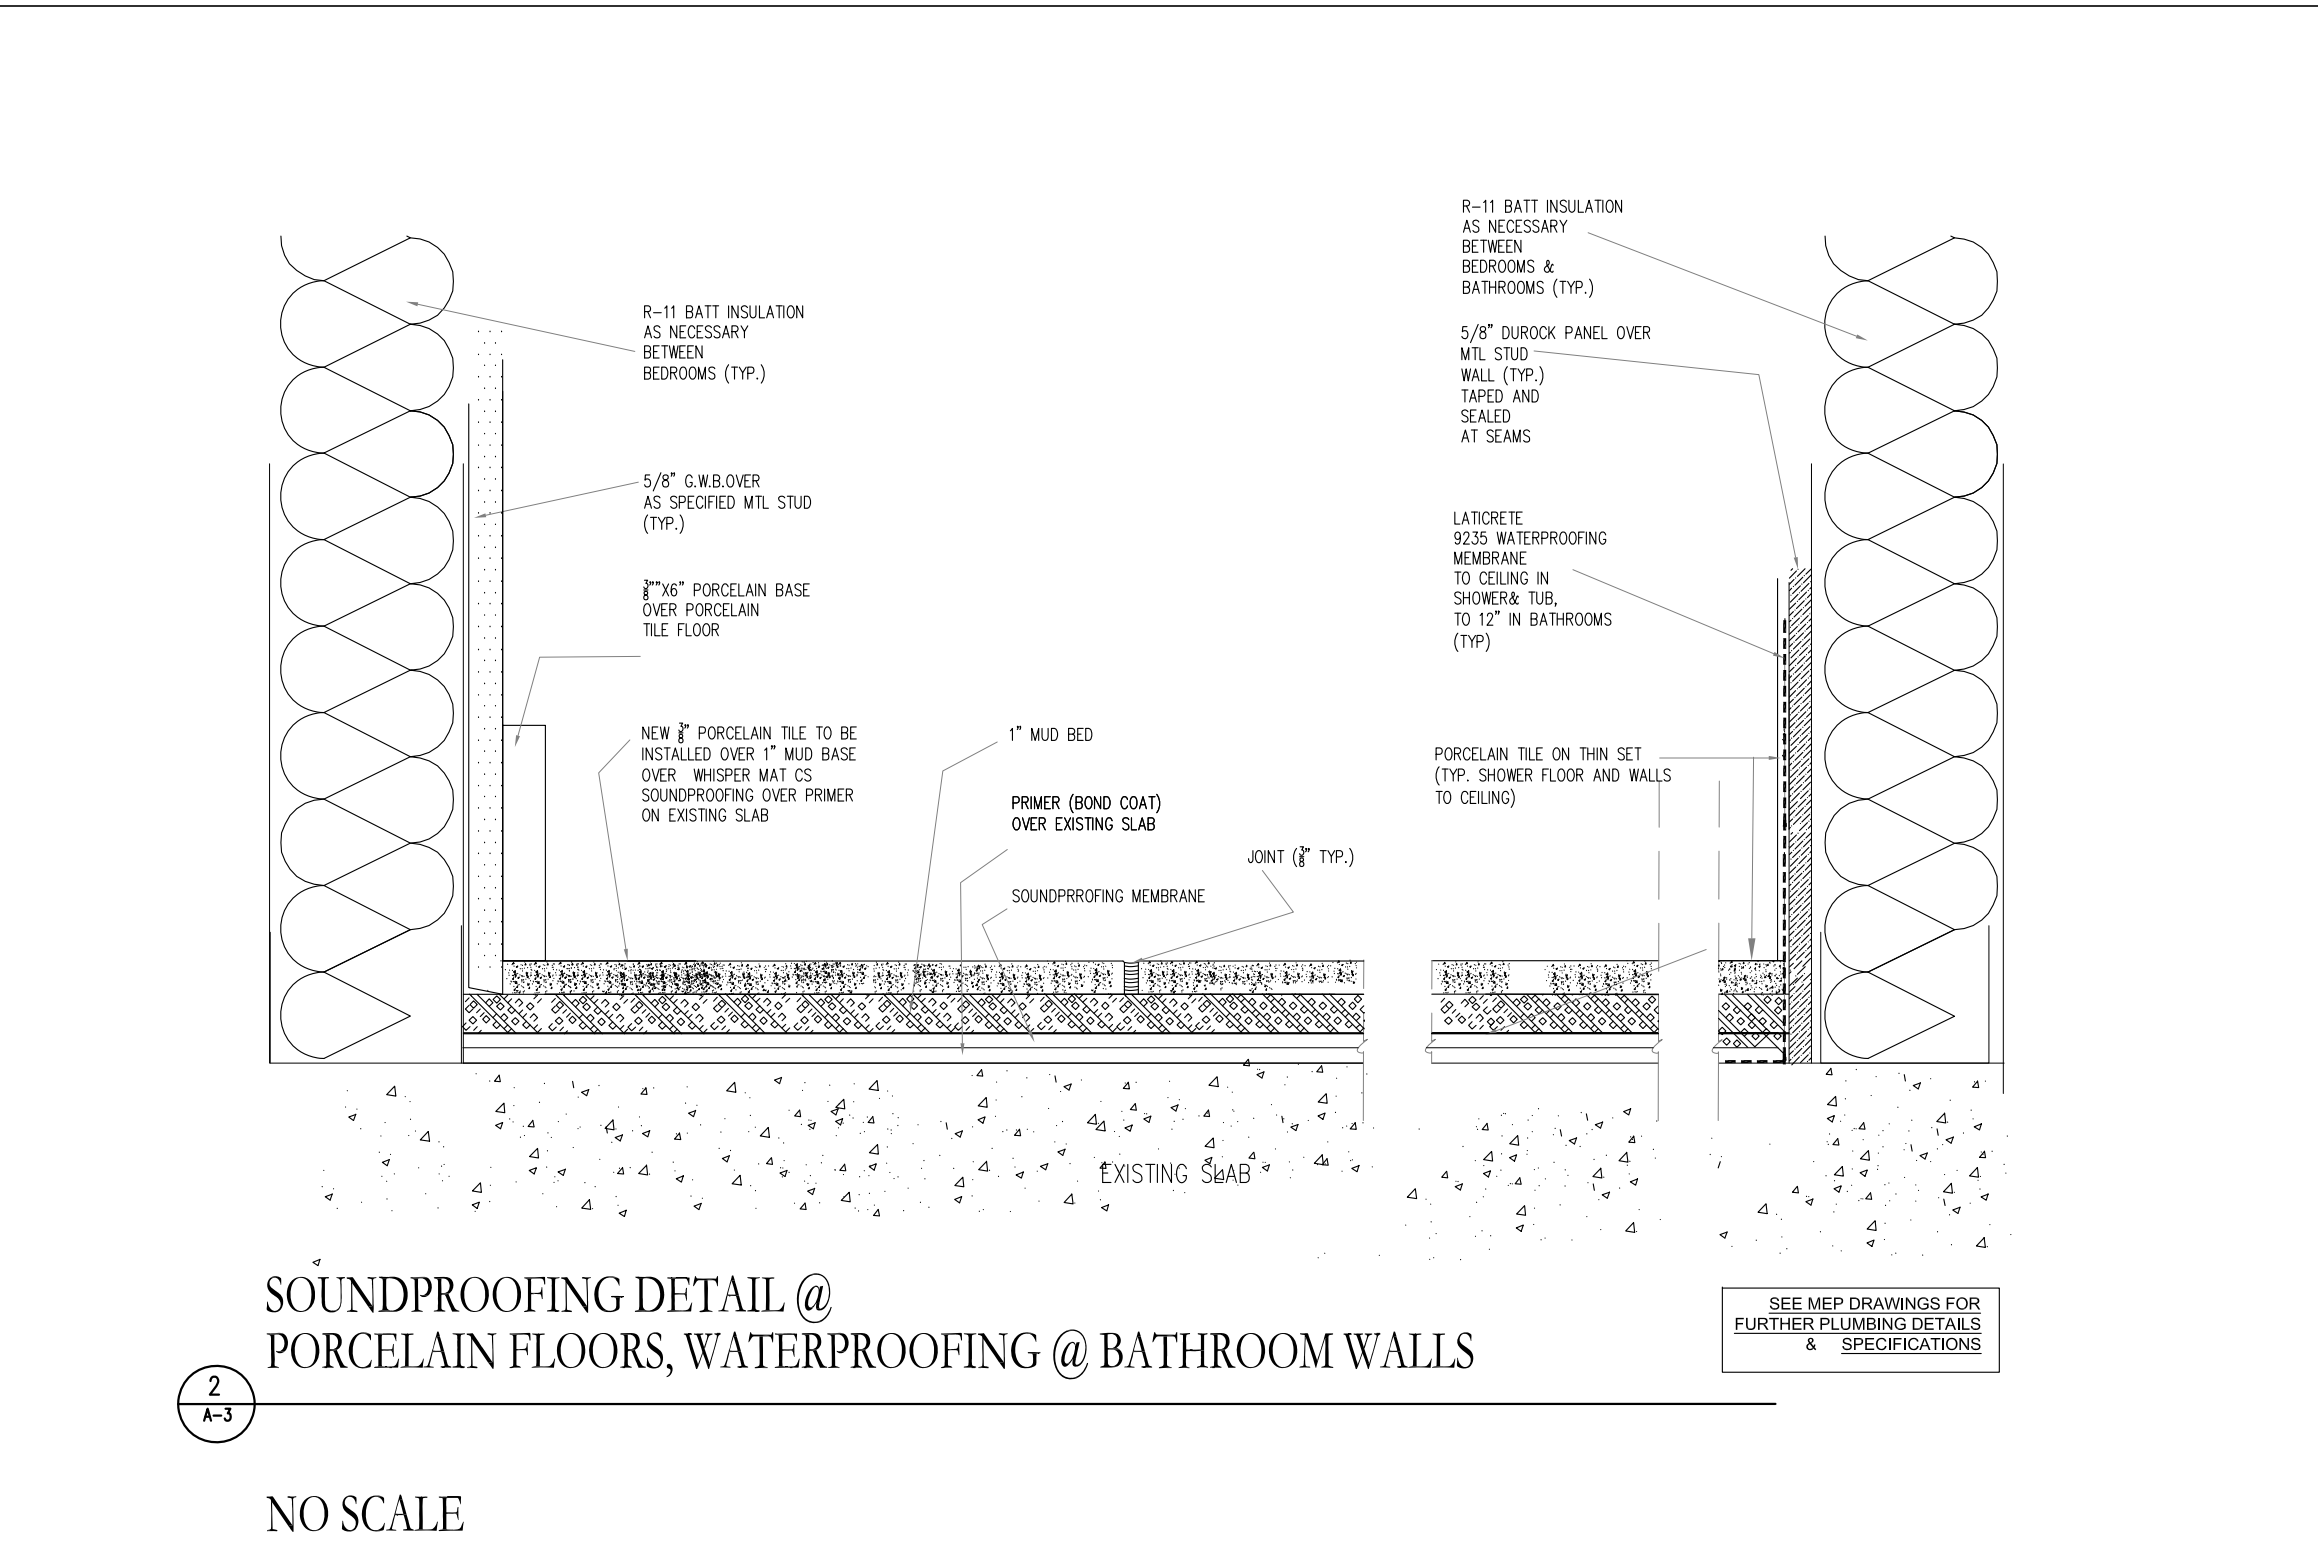 R-11 BATT INSULATION
AS NECESSARY
BETWEEN
BEDROOMS (TYP.)
5/8" G.W.B.OVER
AS SPECIFIED MTL STUD
(TYP.)
3/8""X6" PORCELAIN BASE
OVER PORCELAIN
TILE FLOOR
NEW 3/8" PORCELAIN TILE TO BE
INSTALLED OVER 1" MUD BASE
OVER WHISPER MAT CS
SOUNDPROOFING OVER PRIMER
ON EXISTING SLAB
1" MUD BED
PRIMER (BOND COAT)
OVER EXISTING SLAB
SOUNDPRROFING MEMBRANE
JOINT (3/8" TYP.)
R-11 BATT INSULATION
AS NECESSARY
BETWEEN
BEDROOMS &
BATHROOMS (TYP.)
5/8" DUROCK PANEL OVER
MTL STUD
WALL (TYP.)
TAPED AND
SEALED
AT SEAMS
LATICRETE
9235 WATERPROOFING
MEMBRANE
TO CEILING IN
SHOWER& TUB,
TO 12" IN BATHROOMS
(TYP)
PORCELAIN TILE ON THIN SET
(TYP. SHOWER FLOOR AND WALLS
TO CEILING)
EXISTING SLAB
SOUNDPROOFING DETAIL @
PORCELAIN FLOORS, WATERPROOFING @ BATHROOM WALLS
2
A-3
NO SCALE
SEE MEP DRAWINGS FOR
FURTHER PLUMBING DETAILS
& SPECIFICATIONS